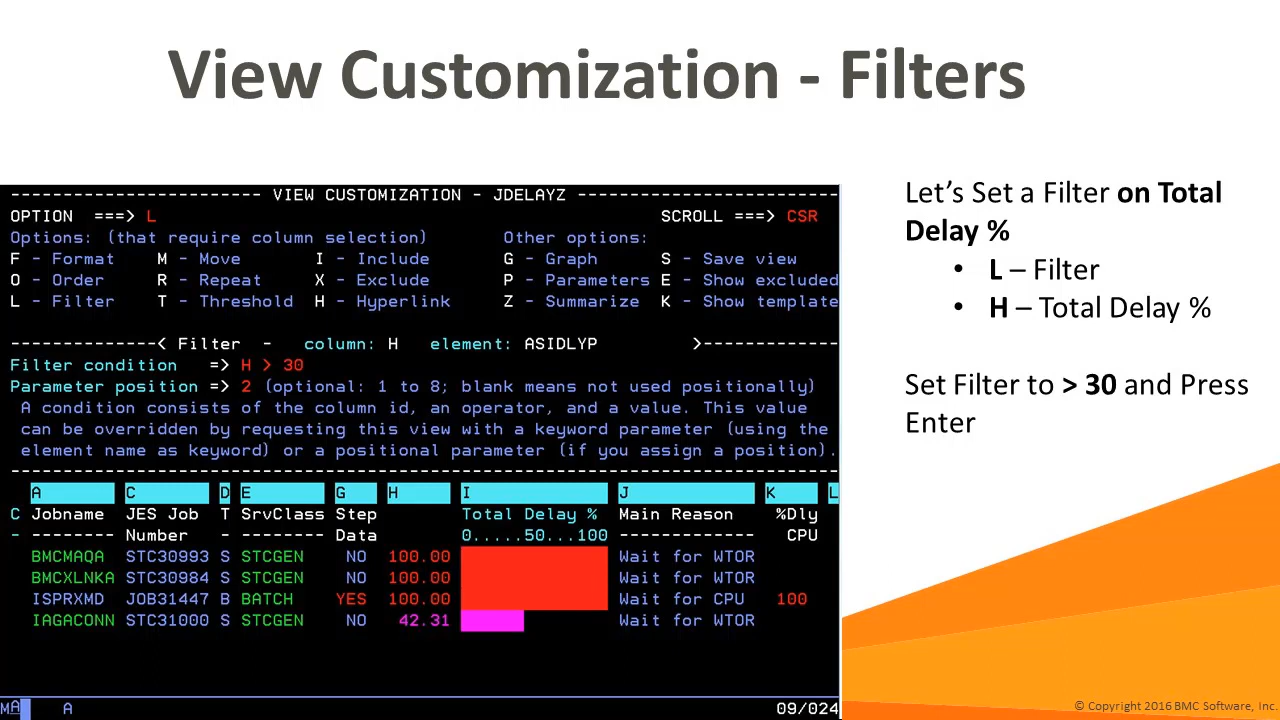 View Customization - Filters
------------------------- VIEW CUSTOMIZATION - JDELAYZ -------------------------
OPTION  ===> L                                                SCROLL ===> CSR
Options: (that require column selection)       Other options:
F - Format    M - Move       I - Include       G - Graph      S - Save view
O - Order     R - Repeat     X - Exclude       P - Parameters E - Show excluded
L - Filter    T - Threshold  H - Hyperlink     Z - Summarize  K - Show template
--------------< Filter  -   column: H   element: ASIDLYP         >-------------
Filter condition   => H > 30
Parameter position => 2 (optional: 1 to 8; blank means not used positionally)
A condition consists of the column id, an operator, and a value. This value
can be overridden by requesting this view with a keyword parameter (using the
element name as keyword) or a positional parameter (if you assign a position).
-------------------------------------------------------------------------------
A C D E G H I J K L
C Jobname  JES Job  T SrvClass Step      Total Delay %  Main Reason   %Dly
- -------- Number   - -------- Data      0.....50...100 -------------  CPU
BMCMAQA  STC30993 S STCGEN    NO  100.00                Wait for WTOR
BMCXLNKA STC30984 S STCGEN    NO  100.00                Wait for WTOR
ISPRXMD  JOB31447 B BATCH    YES  100.00                Wait for CPU   100
IAGACONN STC31000 S STCGEN    NO   42.31                Wait for WTOR
MA    A                                                                   09/024
Let’s Set a Filter on Total
Delay %
• L – Filter
• H – Total Delay %
Set Filter to > 30 and Press
Enter
© Copyright 2016 BMC Software, Inc.